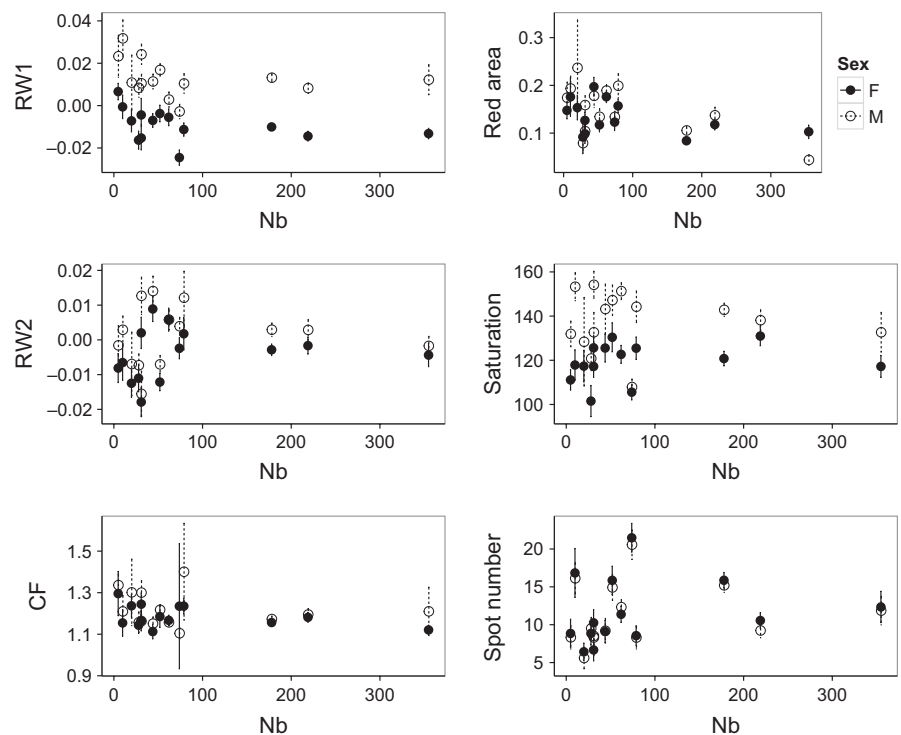 0.04
0.02
0.00
−0.02
RW1
0 100 200 300
Nb
0.3
0.2
0.1
Red area
0 100 200 300
Nb
Sex
F
M
0.02
0.01
0.00
−0.01
−0.02
RW2
0 100 200 300
Nb
160
140
120
100
Saturation
0 100 200 300
Nb
1.5
1.3
1.1
0.9
CF
0 100 200 300
Nb
20
15
10
5
Spot number
0 100 200 300
Nb